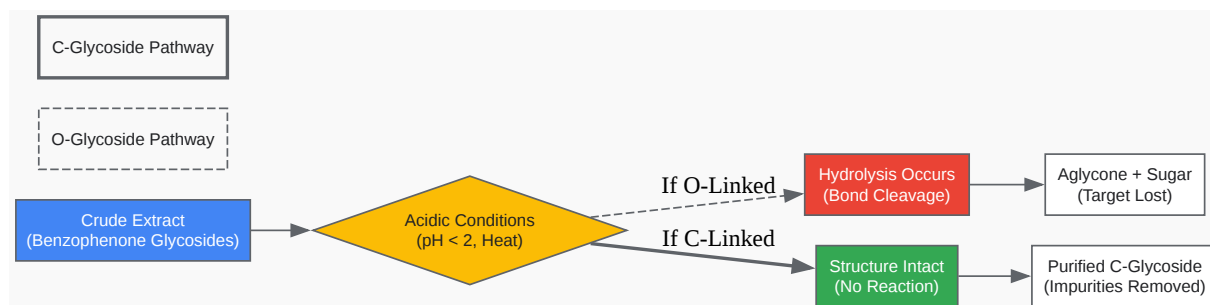 C-Glycoside Pathway
O-Glycoside Pathway
Crude Extract
(Benzophenone Glycosides)
Acidic Conditions
(pH < 2, Heat)
If O-Linked
If C-Linked
Hydrolysis Occurs
(Bond Cleavage)
Aglycone + Sugar
(Target Lost)
Structure Intact
(No Reaction)
Purified C-Glycoside
(Impurities Removed)